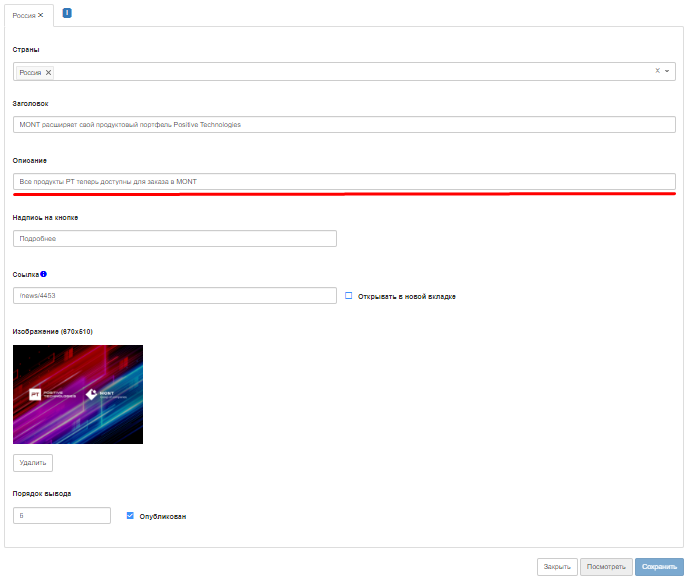 Россия ✕
Страны
Россия ✕
Заголовок
MONT расширяет свой продуктовый портфель Positive Technologies
Описание
Все продукты PT теперь доступны для заказа в MONT
Надпись на кнопке
Подробнее
Ссылка
/news/4453
Открывать в новой вкладке
Изображение (670x510)
PT POSITIVE TECHNOLOGIES
MONT
Удалить
Порядок вывода
6
Опубликован
Закрыть Посмотреть Сохранить